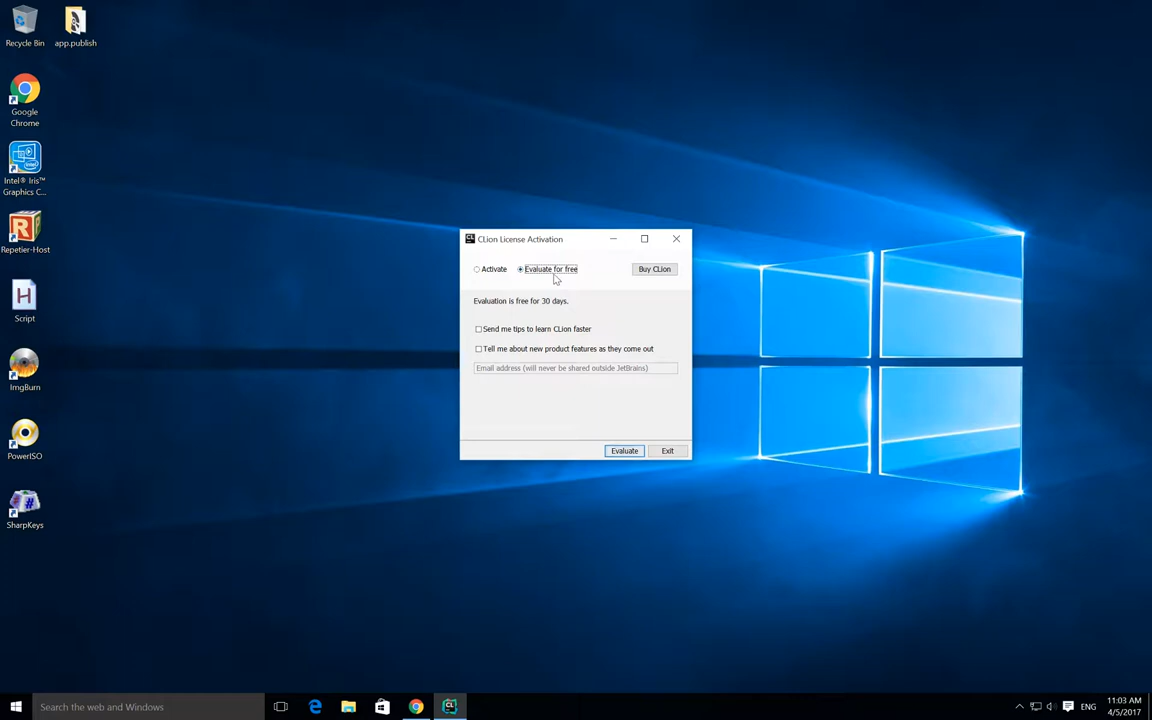 Recycle Bin
app.publish
Google
Chrome
Intel® Iris™
Graphics C...
Repetier-Host
Script
ImgBurn
PowerISO
SharpKeys
CL CLion License Activation
Activate Evaluate for free Buy CLion
Evaluation is free for 30 days.
Send me tips to learn CLion faster
Tell me about new product features as they come out
Email address (will never be shared outside JetBrains)
Evaluate Exit
Search the web and Windows
CL
ENG
11:03 AM
4/5/2017